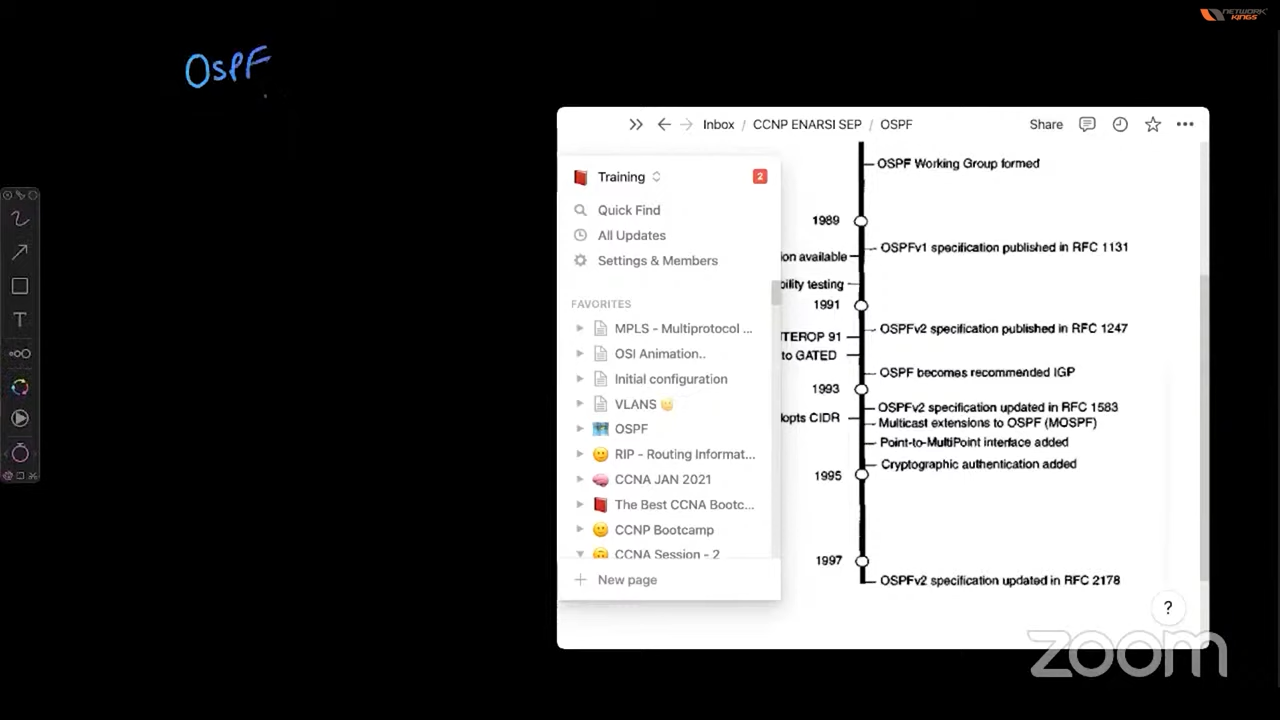 NETWORK KINGS
OSPF
Inbox / CCNP ENARSI SEP / OSPF
Share
Training
2
Quick Find
All Updates
Settings & Members
FAVORITES
MPLS - Multiprotocol ...
OSI Animation..
Initial configuration
VLANS
OSPF
RIP - Routing Informat...
CCNA JAN 2021
The Best CCNA Bootc...
CCNP Bootcamp
CCNA Session - 2
New page
OSPF Working Group formed
1989
OSPFv1 specification published in RFC 1131
ion available
bility testing
1991
OSPFv2 specification published in RFC 1247
TEROP 91
to GATED
OSPF becomes recommended IGP
1993
OSPFv2 specification updated in RFC 1583
opts CIDR
Multicast extensions to OSPF (MOSPF)
Point-to-MultiPoint interface added
Cryptographic authentication added
1995
1997
OSPFv2 specification updated in RFC 2178
?
zoom
T